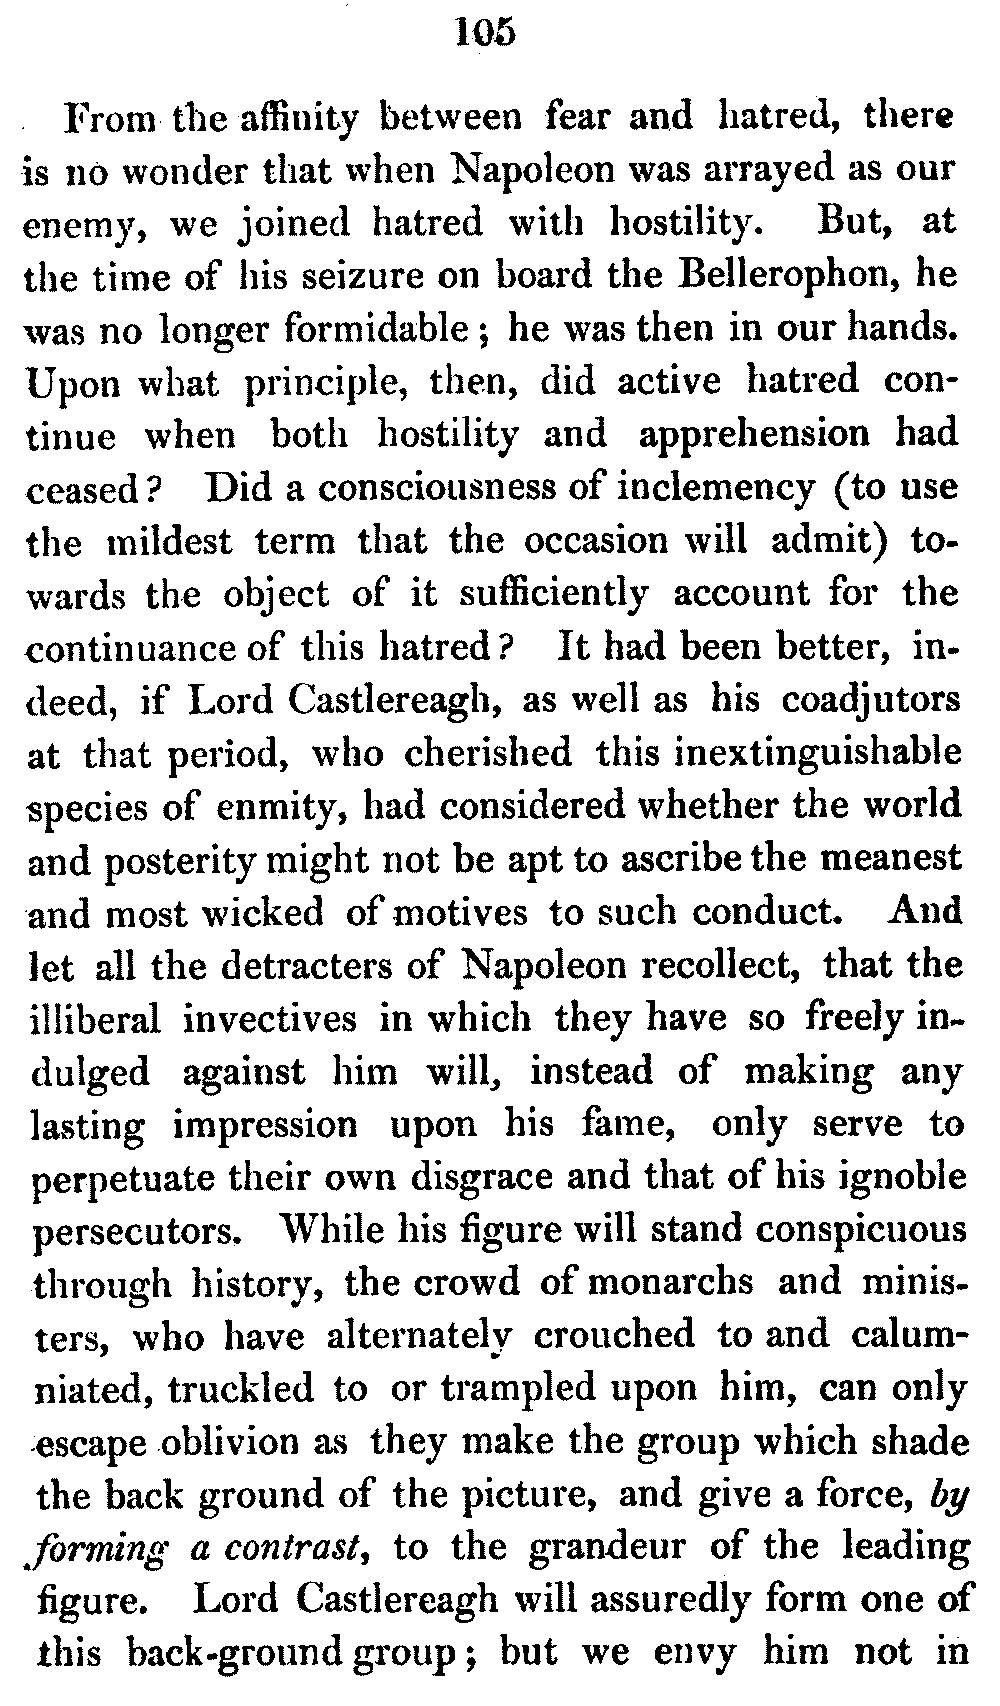 105
From the affinity between fear and hatred, there
is no wonder that when Napoleon was arrayed as our
enemy, we joined hatred with hostility. But, at
the time of his seizure on board the Bellerophon, he
was no longer formidable; he was then in our hands.
Upon what principle, then, did active hatred con-
tinue when both hostility and apprehension had
ceased? Did a consciousness of inclemency (to use
the mildest term that the occasion will admit) to-
wards the object of it sufficiently account for the
continuance of this hatred? It had been better, in-
deed, if Lord Castlereagh, as well as his coadjutors
at that period, who cherished this inextinguishable
species of enmity, had considered whether the world
and posterity might not be apt to ascribe the meanest
and most wicked of motives to such conduct. And
let all the detracters of Napoleon recollect, that the
illiberal invectives in which they have so freely in-
dulged against him will, instead of making any
lasting impression upon his fame, only serve to
perpetuate their own disgrace and that of his ignoble
persecutors. While his figure will stand conspicuous
through history, the crowd of monarchs and minis-
ters, who have alternately crouched to and calum-
niated, truckled to or trampled upon him, can only
escape oblivion as they make the group which shade
the back ground of the picture, and give a force, by
forming a contrast, to the grandeur of the leading
figure. Lord Castlereagh will assuredly form one of
this back-ground group; but we envy him not in